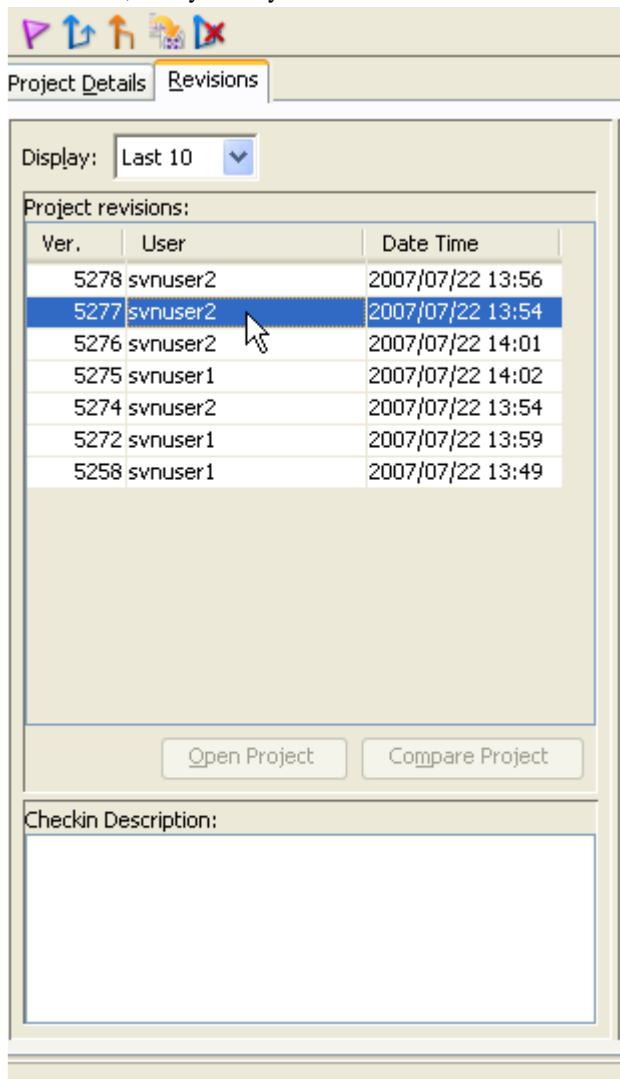 Project Details Revisions
Display: Last 10
Project revisions:
Ver. User Date Time
5278 svnuser2 2007/07/22 13:56
5277 svnuser2 2007/07/22 13:54
5276 svnuser2 2007/07/22 14:01
5275 svnuser1 2007/07/22 14:02
5274 svnuser2 2007/07/22 13:54
5272 svnuser1 2007/07/22 13:59
5258 svnuser1 2007/07/22 13:49
Open Project Compare Project
Checkin Description: